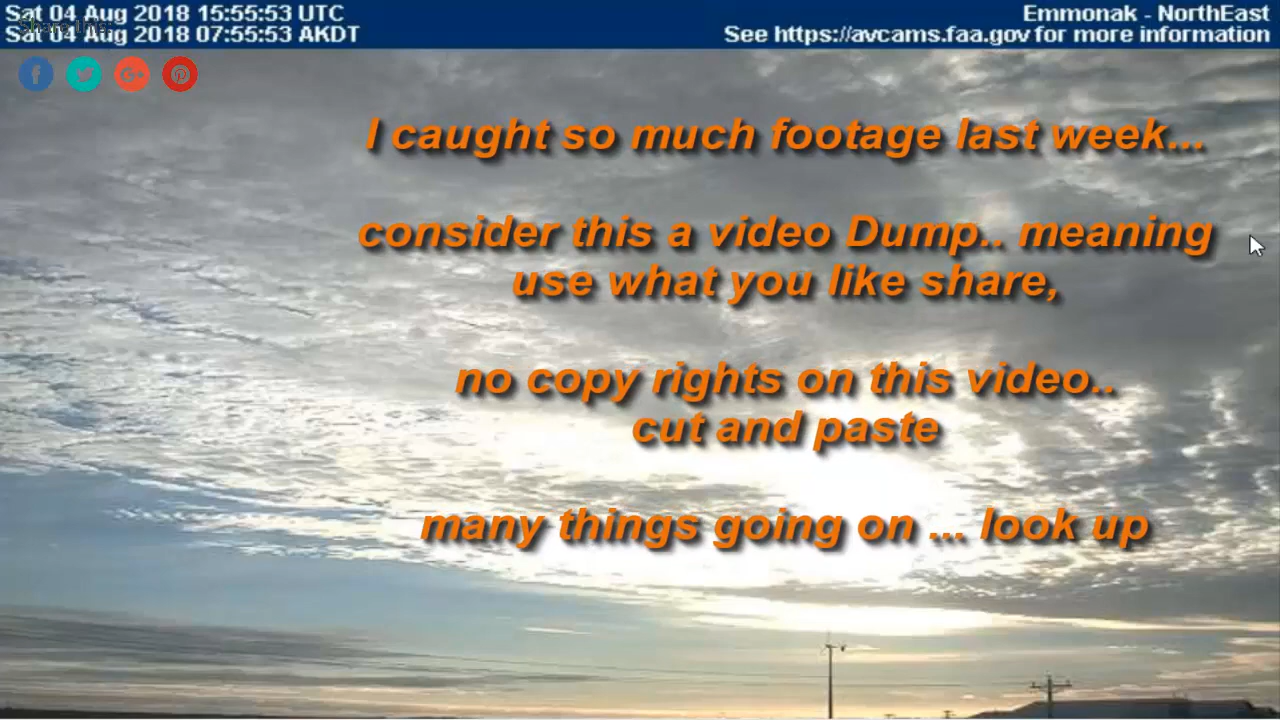 Sat 04 Aug 2018 15:55:53 UTC
Emmonak - NorthEast
Share this:
Sat 04 Aug 2018 07:55:53 AKDT
See https://avcams.faa.gov for more information
I caught so much footage last week...
consider this a video Dump.. meaning
use what you like share,
no copy rights on this video..
cut and paste
many things going on ... look up